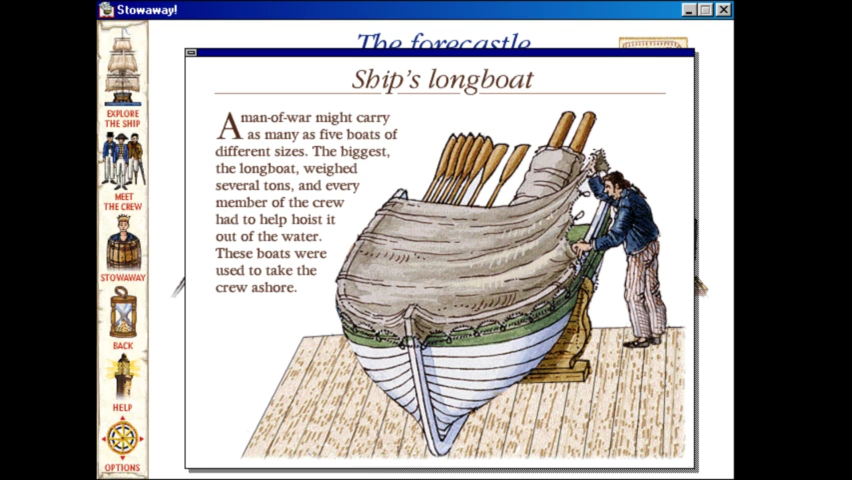 Stowaway!
The forecastle
Ship's longboat
A man-of-war might carry
as many as five boats of
different sizes. The biggest,
the longboat, weighed
several tons, and every
member of the crew
had to help hoist it
out of the water.
These boats were
used to take the
crew ashore.
EXPLORE
THE SHIP
MEET
THE CREW
STOWAWAY
BACK
HELP
OPTIONS